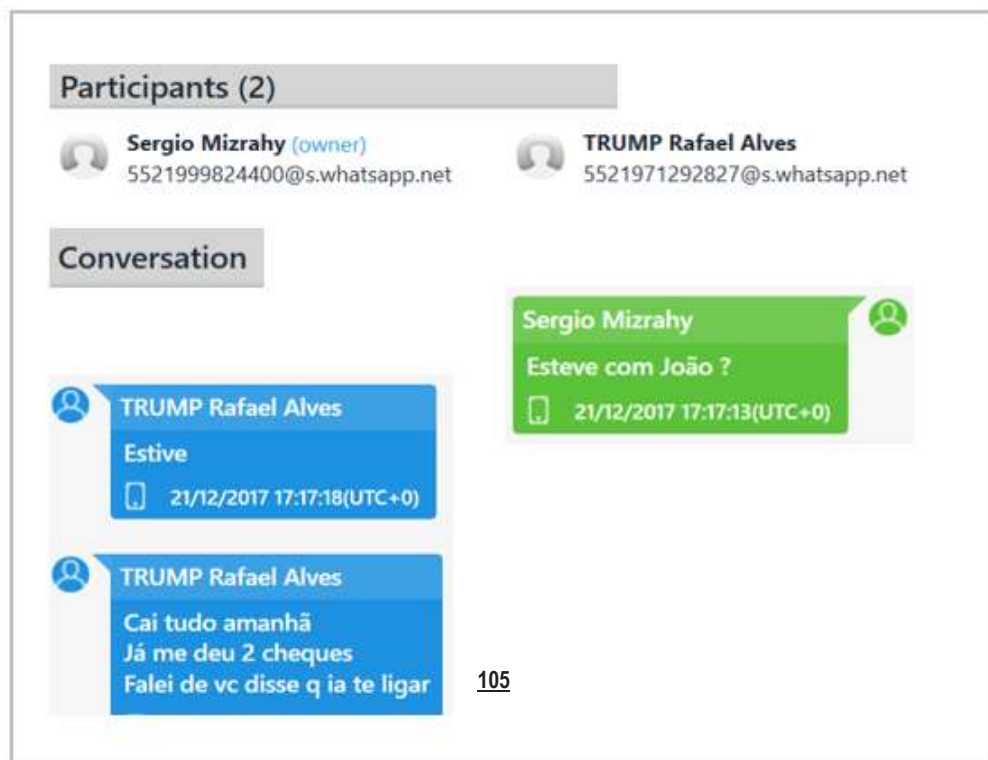 Participants (2)
Sergio Mizrahy (owner)
5521999824400@s.whatsapp.net
TRUMP Rafael Alves
5521971292827@s.whatsapp.net
Conversation
Sergio Mizrahy
Esteve com João ?
21/12/2017 17:17:13(UTC+0)
TRUMP Rafael Alves
Estive
21/12/2017 17:17:18(UTC+0)
TRUMP Rafael Alves
Cai tudo amanhã
Já me deu 2 cheques
Falei de vc disse q ia te ligar
105